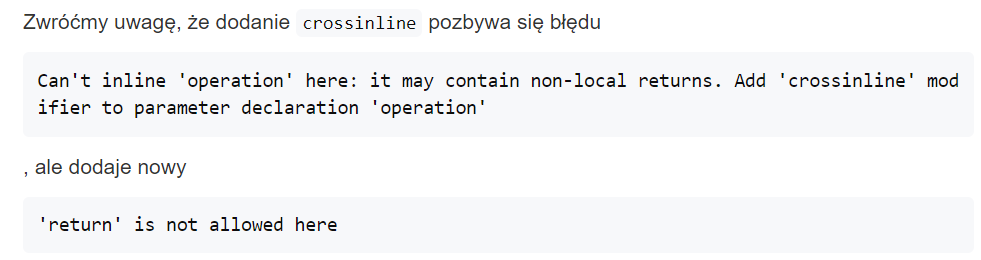 Zwróćmy uwagę, że dodanie crossinline pozbywa się błędu
Can't inline 'operation' here: it may contain non-local returns. Add 'crossinline' mod
ifier to parameter declaration 'operation'
, ale dodaje nowy
'return' is not allowed here